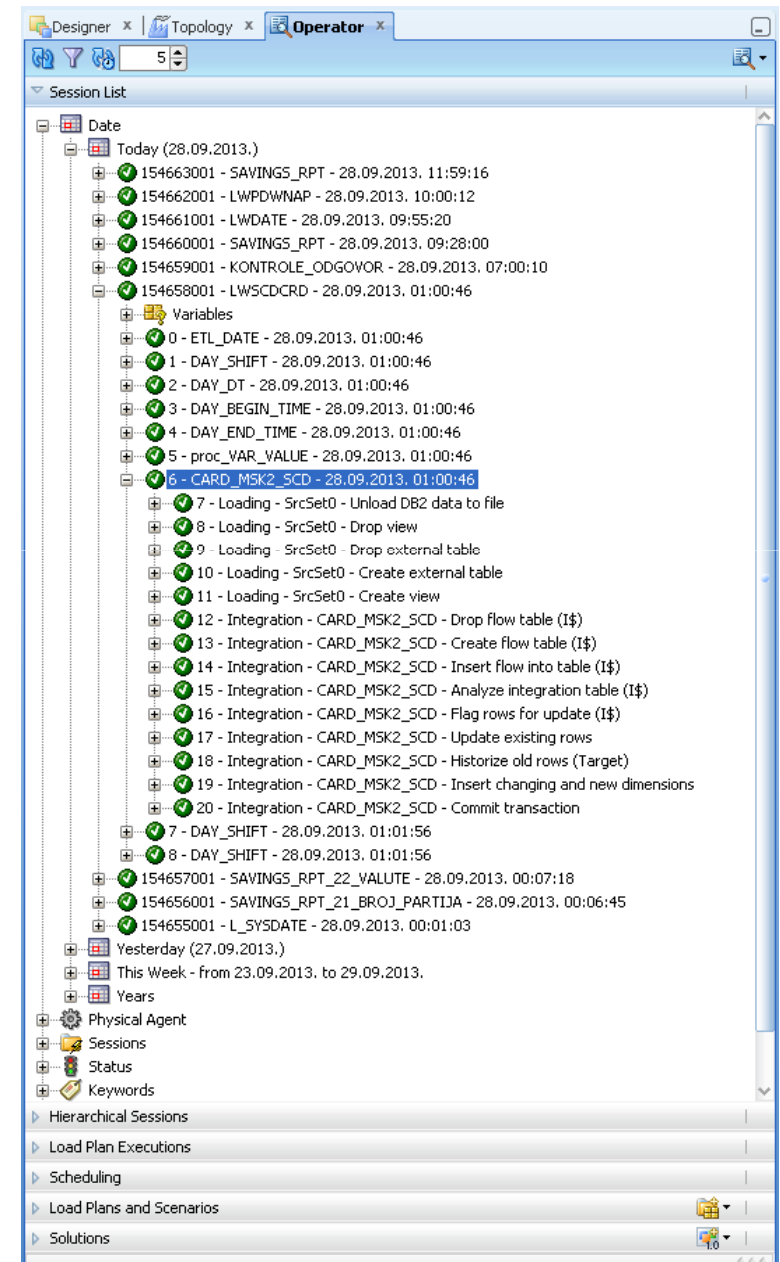 Designer x Topology x Operator x
5
Session List
Date
Today (28.09.2013.)
154663001 - SAVINGS_RPT - 28.09.2013. 11:59:16
154662001 - LWPDWNAP - 28.09.2013. 10:00:12
154661001 - LWDATE - 28.09.2013. 09:55:20
154660001 - SAVINGS_RPT - 28.09.2013. 09:28:00
154659001 - KONTROLE_ODGOVOR - 28.09.2013. 07:00:10
154658001 - LWSCDCRD - 28.09.2013. 01:00:46
Variables
0 - ETL_DATE - 28.09.2013. 01:00:46
1 - DAY_SHIFT - 28.09.2013. 01:00:46
2 - DAY_DT - 28.09.2013. 01:00:46
3 - DAY_BEGIN_TIME - 28.09.2013. 01:00:46
4 - DAY_END_TIME - 28.09.2013. 01:00:46
5 - proc_VAR_VALUE - 28.09.2013. 01:00:46
6 - CARD_MSK2_SCD - 28.09.2013. 01:00:46
7 - Loading - SrcSet0 - Unload DB2 data to file
8 - Loading - SrcSet0 - Drop view
9 - Loading - SrcSet0 - Drop external table
10 - Loading - SrcSet0 - Create external table
11 - Loading - SrcSet0 - Create view
12 - Integration - CARD_MSK2_SCD - Drop flow table (I$)
13 - Integration - CARD_MSK2_SCD - Create flow table (I$)
14 - Integration - CARD_MSK2_SCD - Insert flow into table (I$)
15 - Integration - CARD_MSK2_SCD - Analyze integration table (I$)
16 - Integration - CARD_MSK2_SCD - Flag rows for update (I$)
17 - Integration - CARD_MSK2_SCD - Update existing rows
18 - Integration - CARD_MSK2_SCD - Historize old rows (Target)
19 - Integration - CARD_MSK2_SCD - Insert changing and new dimensions
20 - Integration - CARD_MSK2_SCD - Commit transaction
7 - DAY_SHIFT - 28.09.2013. 01:01:56
8 - DAY_SHIFT - 28.09.2013. 01:01:56
154657001 - SAVINGS_RPT_22_VALUTE - 28.09.2013. 00:07:18
154656001 - SAVINGS_RPT_21_BROJ_PARTIJA - 28.09.2013. 00:06:45
154655001 - L_SYSDATE - 28.09.2013. 00:01:03
Yesterday (27.09.2013.)
This Week - from 23.09.2013. to 29.09.2013.
Years
Physical Agent
Sessions
Status
Keywords
Hierarchical Sessions
Load Plan Executions
Scheduling
Load Plans and Scenarios
Solutions 1.0